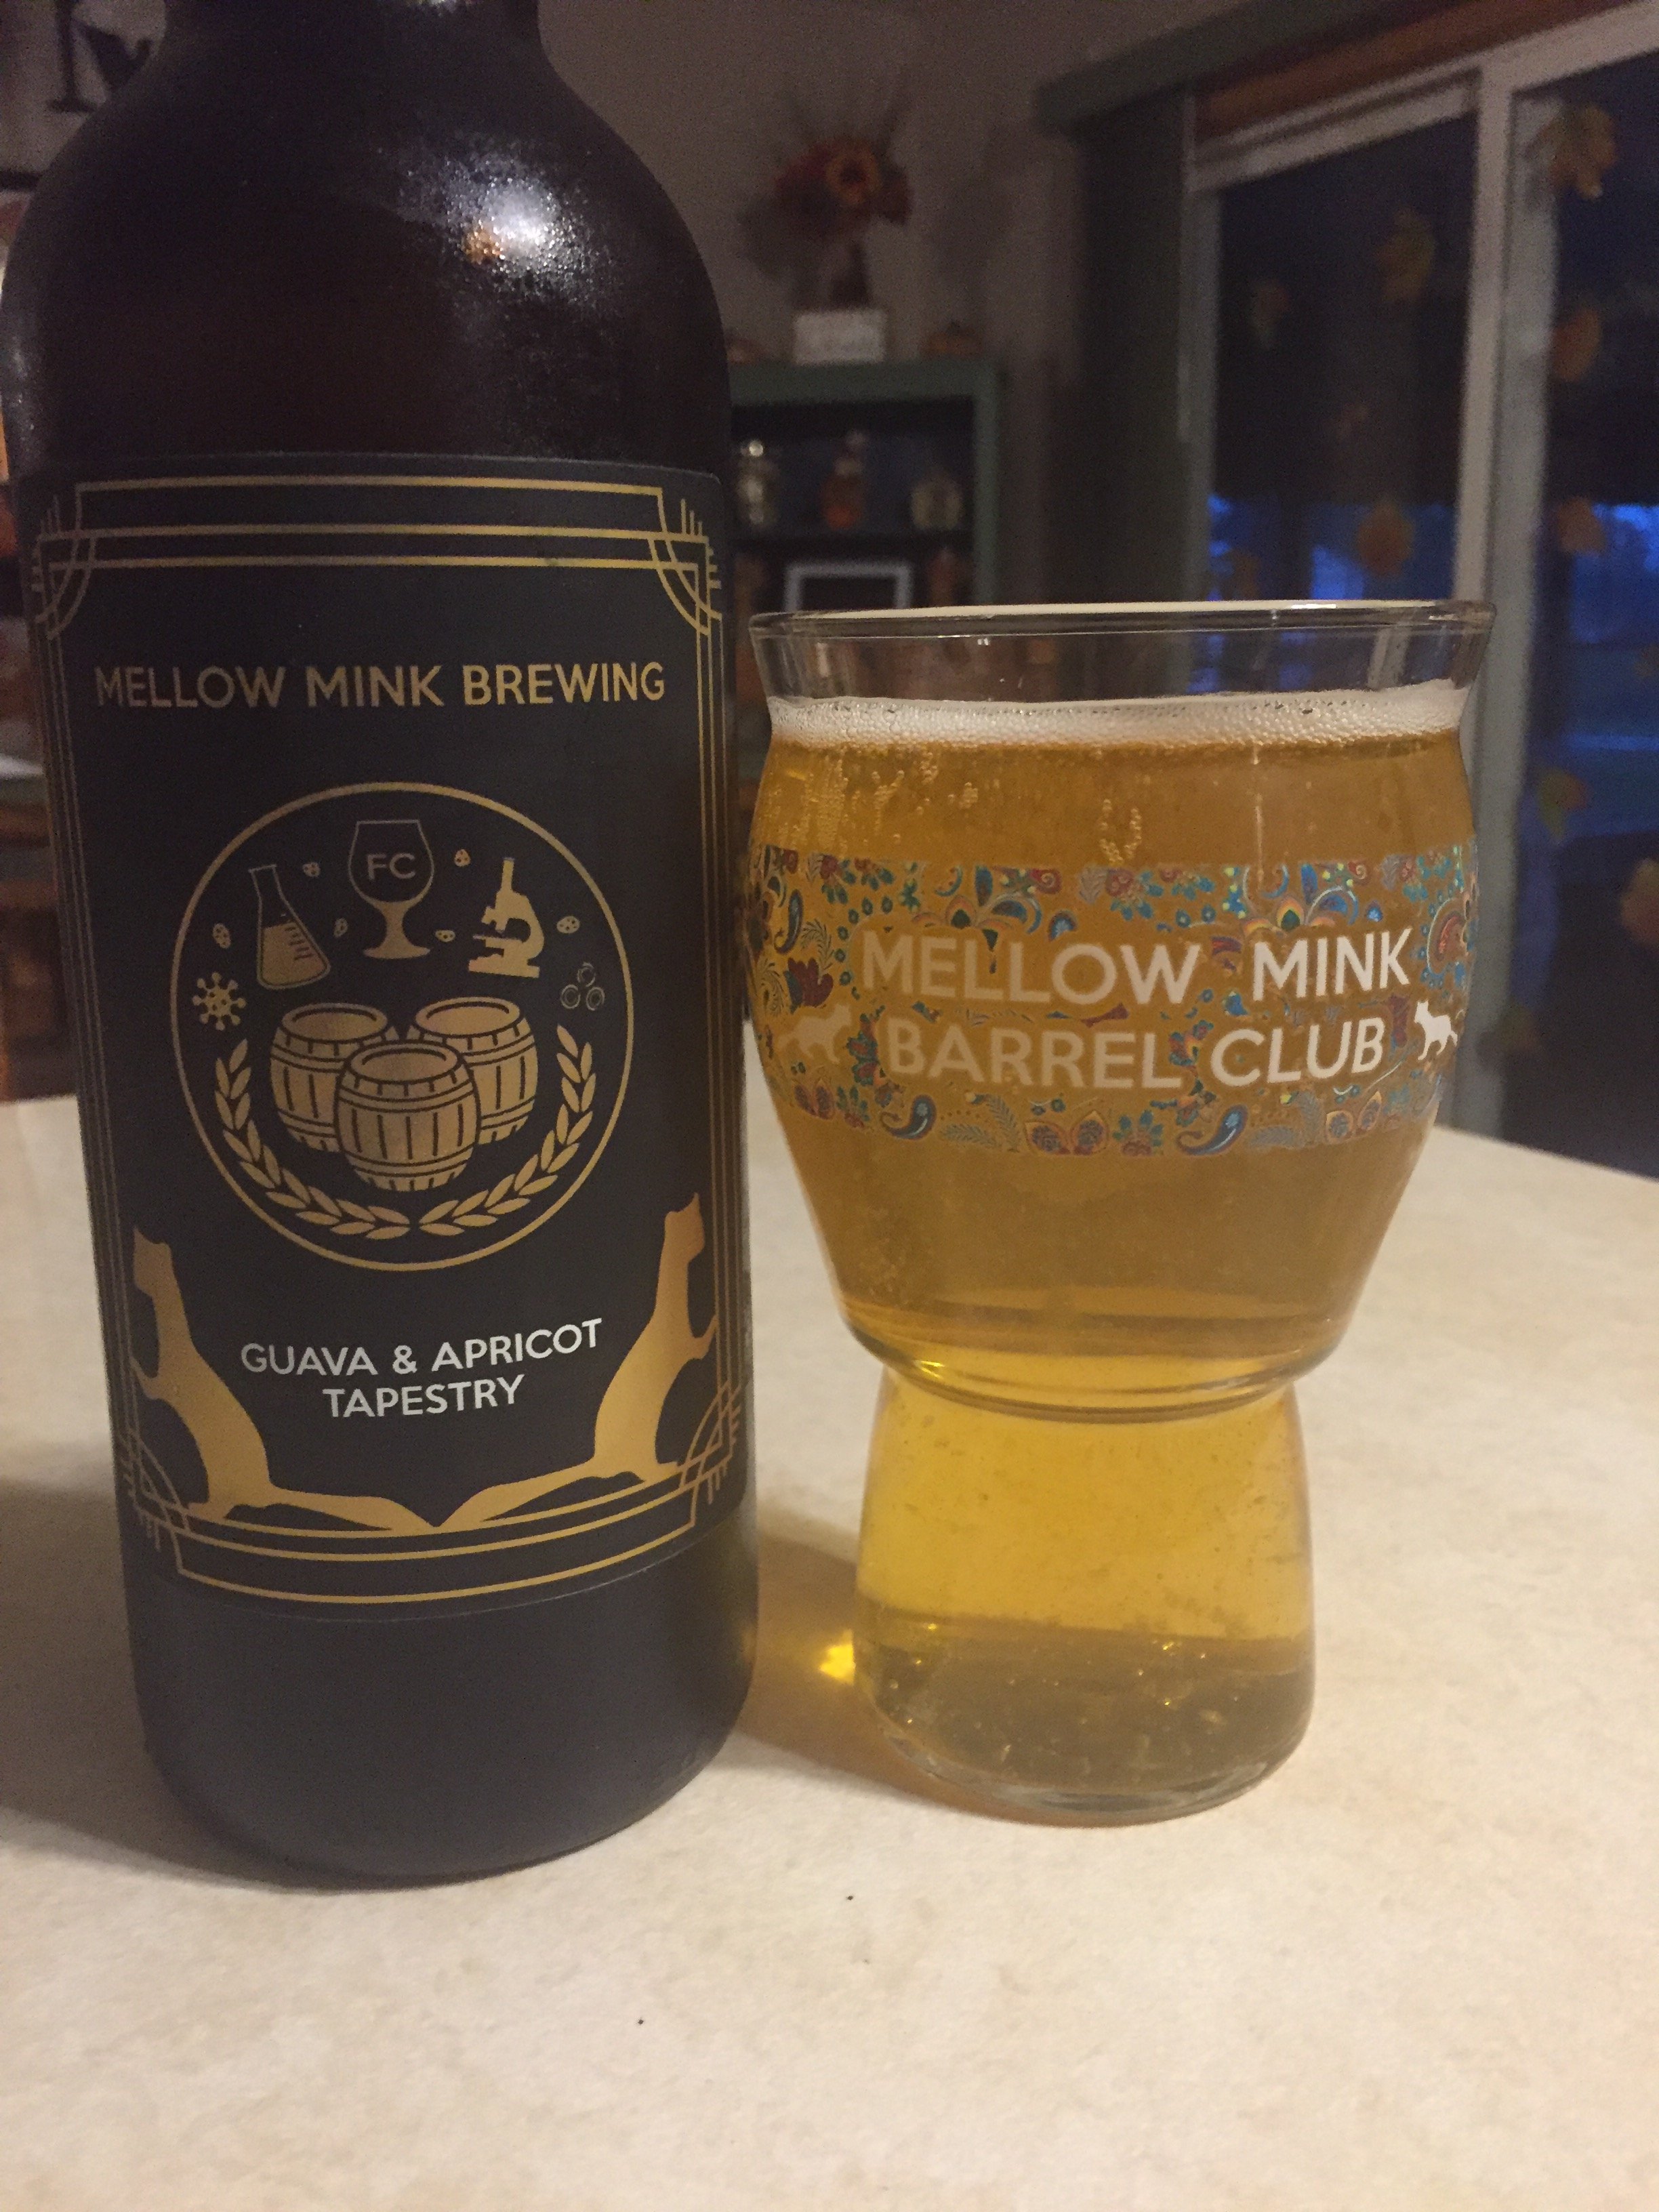 MELLOW MINK BREWING
FC
GUAVA & APRICOT
TAPESTRY
MELLOW MINK
BARREL CLUB